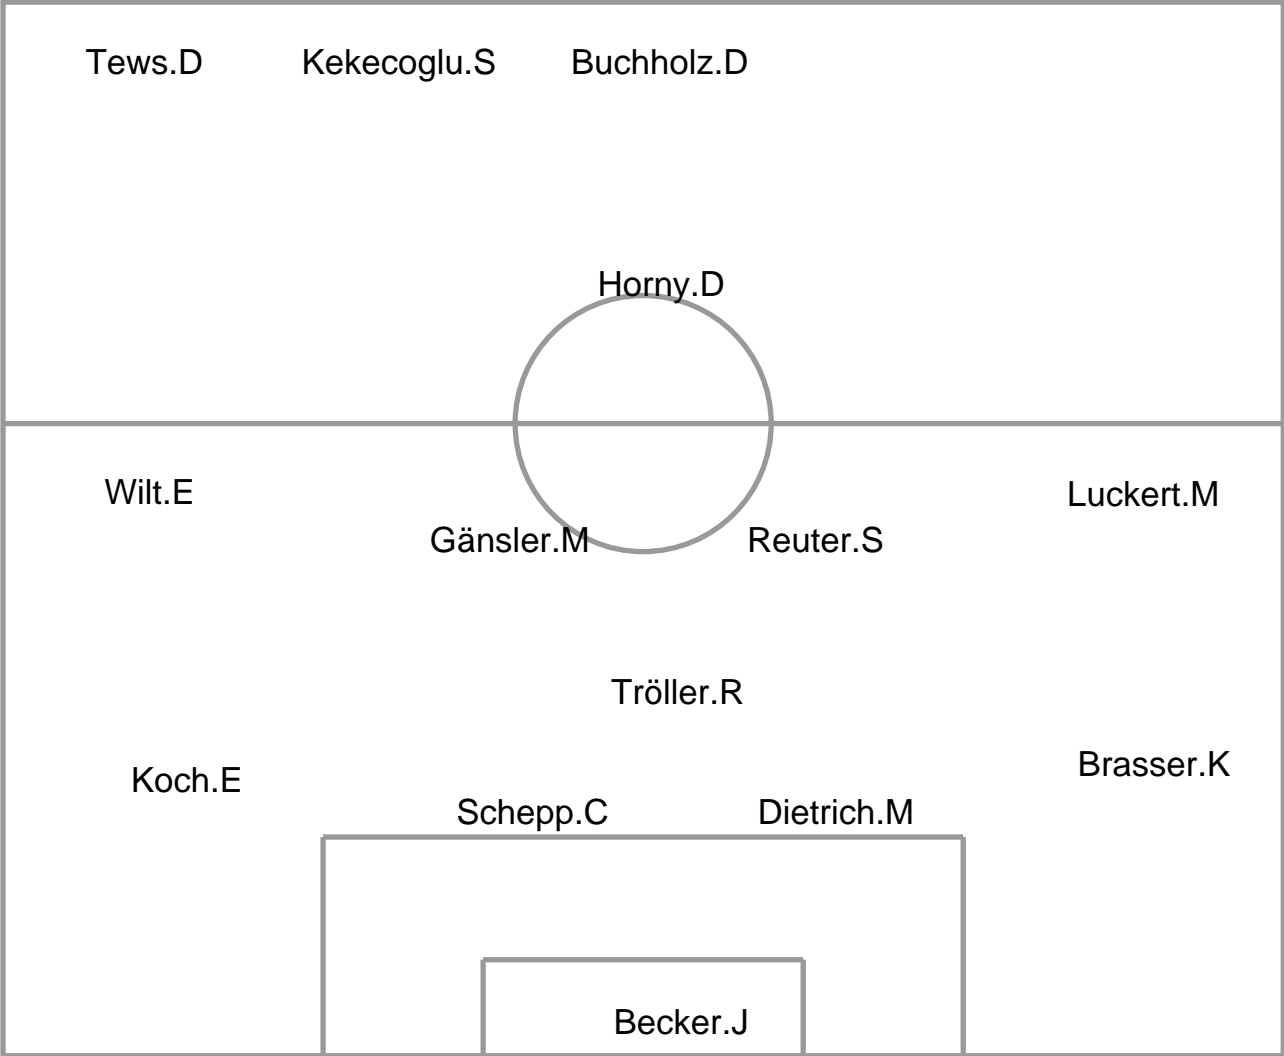 Tews.D Kekecoglu.S Buchholz.D
Horny.D
Wilt.E Luckert.M
Gänsler.M Reuter.S
Tröller.R
Brasser.K
Koch.E
Schepp.C Dietrich.M
Becker.J